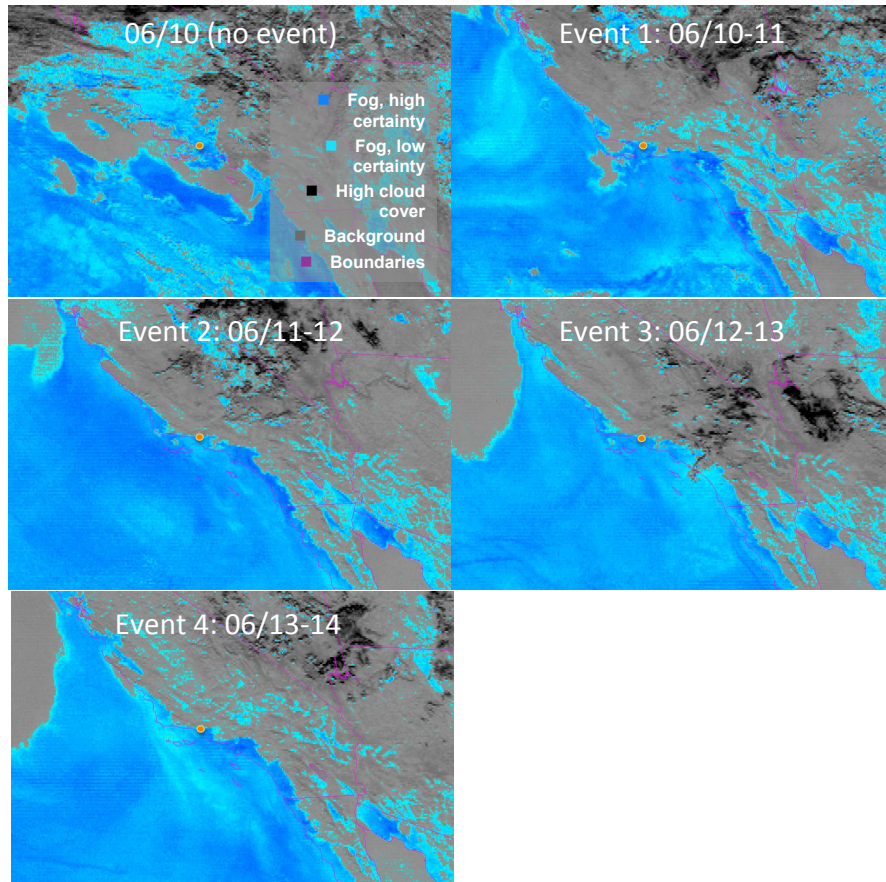 06/10 (no event)
Fog, high
certainty
Fog, low
certainty
High cloud
cover
Background
Boundaries
Event 1: 06/10-11
Event 2: 06/11-12
Event 3: 06/12-13
Event 4: 06/13-14